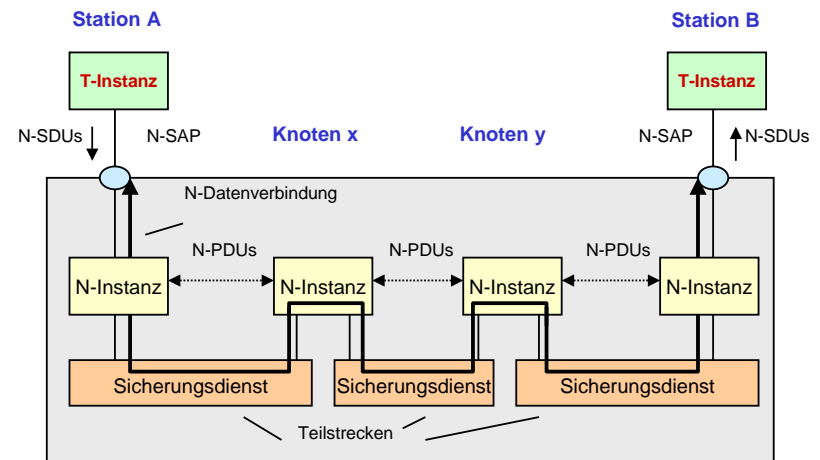 Station A
Station B
T-Instanz
T-Instanz
N-SDUs
N-SAP
Knoten x
Knoten y
N-SAP
N-SDUs
N-Datenverbindung
N-PDUs
N-PDUs
N-PDUs
N-Instanz
N-Instanz
N-Instanz
N-Instanz
Sicherungsdienst
Sicherungsdienst
Sicherungsdienst
Teilstrecken